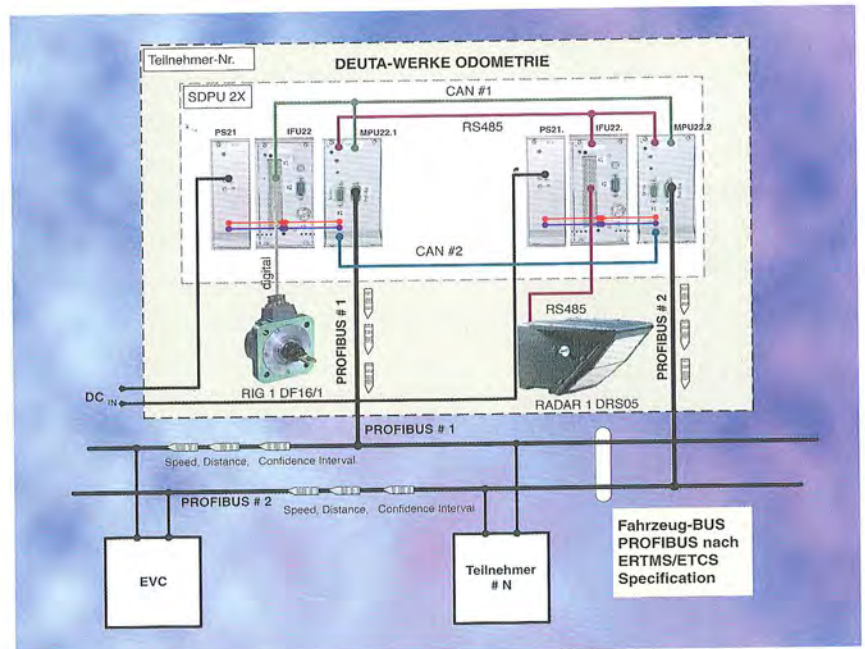 Teilnehmer-Nr.
DEUTA-WERKE ODOMETRIE
SDPU 2X
CAN #1
RS485
PS21
IFU22
MPU22.1
PS21.
IFU22.
MPU22.2
CAN #2
digital
PROFIBUS # 1
RS485
PROFIBUS # 2
RIG 1 DF16/1
RADAR 1 DRS05
DC IN
PROFIBUS # 1
Speed, Distance, Confidence Interval
PROFIBUS # 2
Speed, Distance, Confidence Interval
EVC
Teilnehmer
# N
Fahrzeug-BUS
PROFIBUS nach
ERTMS/ETCS
Specification